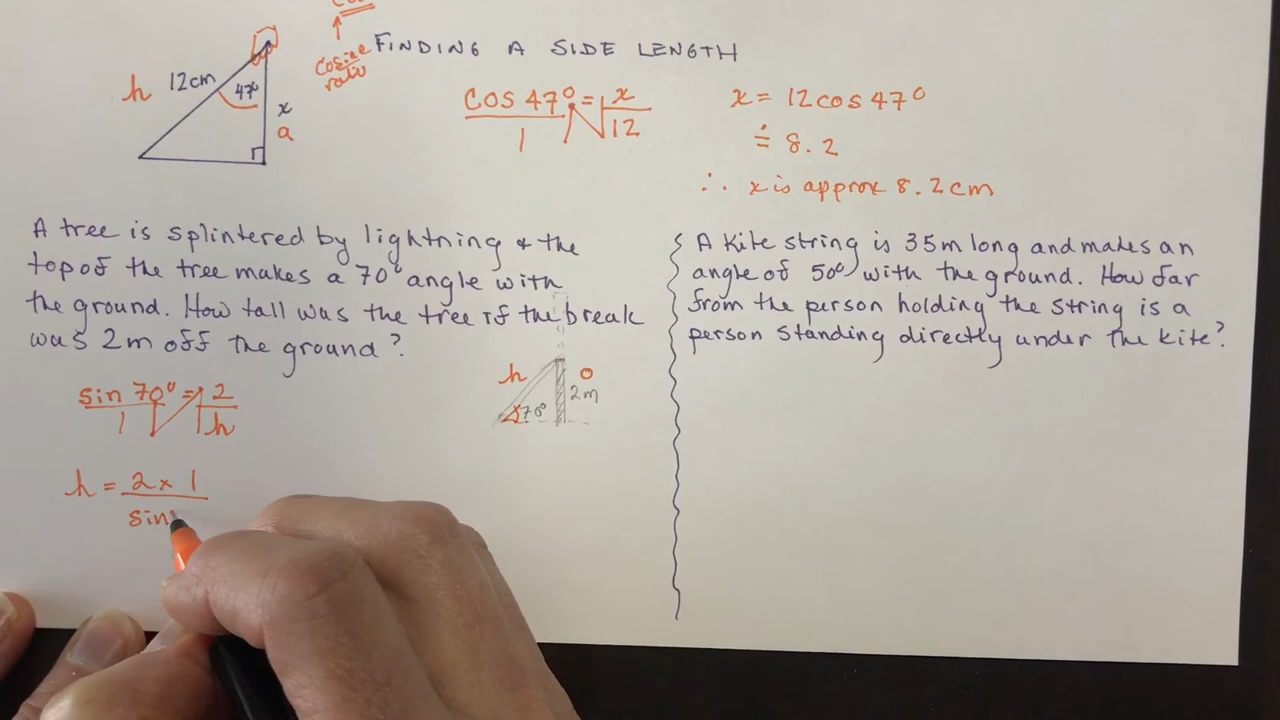 cosine
ratio
FINDING A SIDE LENGTH
h 12cm 47° x
a
cos 47° = x
1 12
x = 12cos 47°
≐ 8.2
∴ x is approx 8.2cm
A tree is splintered by lightning & the
top of the tree makes a 70° angle with
the ground. How tall was the tree if the break
was 2m off the ground?
sin 70° = 2
1 h
h = 2 x 1
sin
h o
70° 2m
A kite string is 35m long and makes an
angle of 50° with the ground. How far
from the person holding the string is a
person standing directly under the kite?